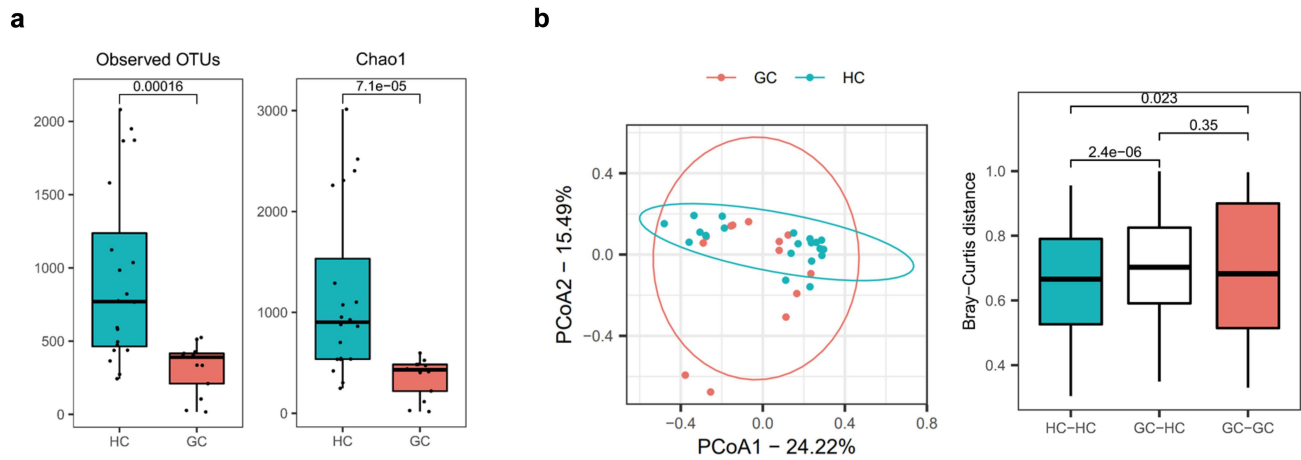 a
b
Observed OTUs
Chao1
0.00016
7.1e−05
2000
1500
1000
500
0
3000
2000
1000
0
HC
GC
HC
GC
GC
HC
PCoA2 − 15.49%
0.4
0.0
−0.4
−0.4
0.0
0.4
0.8
PCoA1 − 24.22%
Bray−Curtis distance
0.023
0.35
2.4e−06
1.0
0.8
0.6
0.4
HC−HC
GC−HC
GC−GC